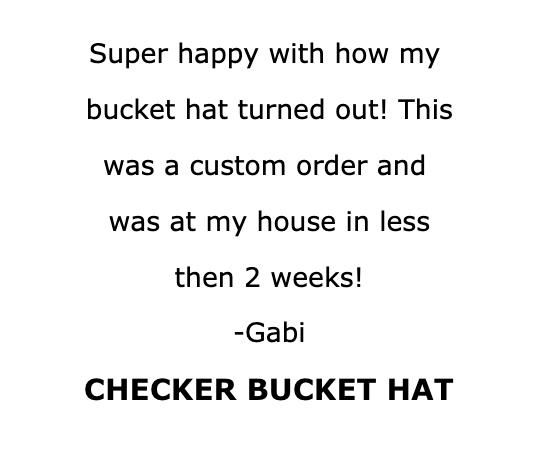 Super happy with how my
bucket hat turned out! This
was a custom order and
was at my house in less
then 2 weeks!
-Gabi
CHECKER BUCKET HAT